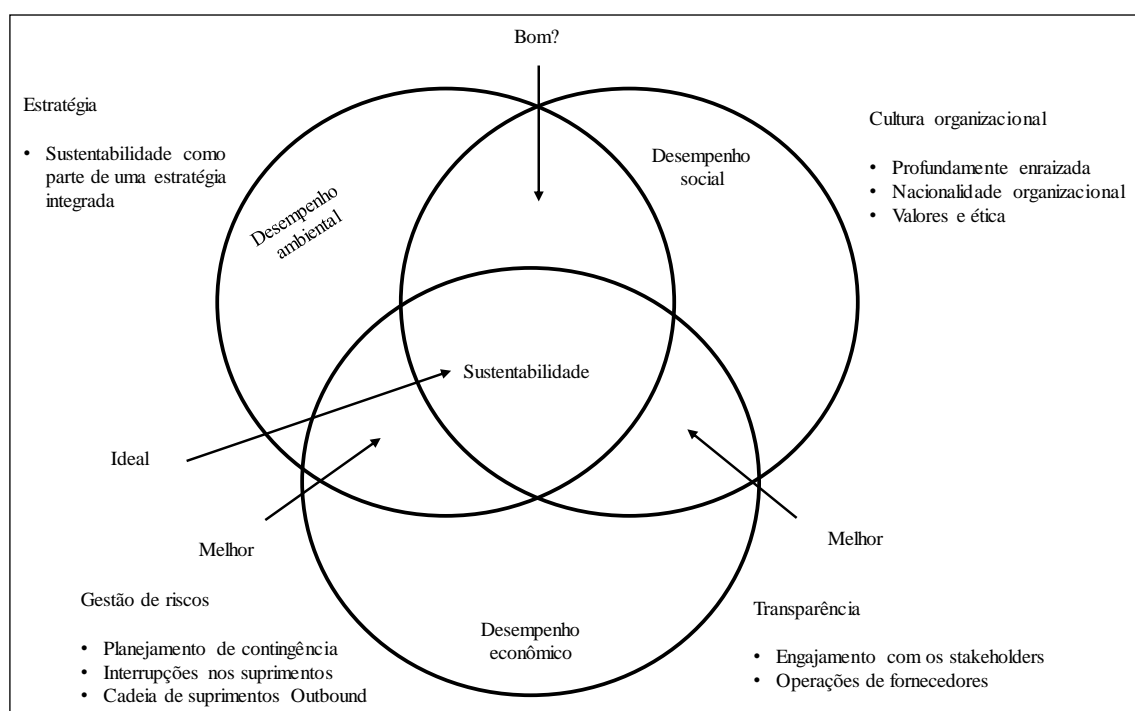 Bom?
Estratégia
• Sustentabilidade como
parte de uma estratégia
integrada
Cultura organizacional
• Profundamente enraizada
• Nacionalidade organizacional
• Valores e ética
Desempenho
ambiental
Desempenho
social
Sustentabilidade
Ideal
Melhor
Melhor
Gestão de riscos
• Planejamento de contingência
• Interrupções nos suprimentos
• Cadeia de suprimentos Outbound
Desempenho
econômico
Transparência
• Engajamento com os stakeholders
• Operações de fornecedores